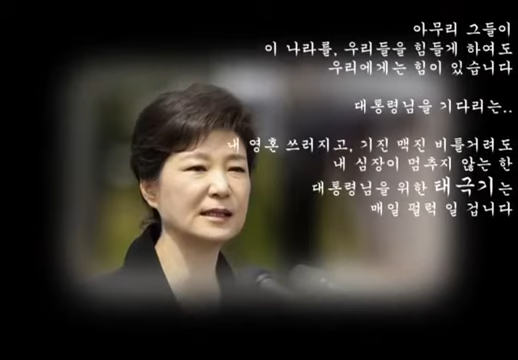 아무리 그들이
이 나라를, 우리들을 힘들게 하여도
우리에게는 힘이 있습니다
대통령님을 기다리는..
내 영혼 쓰러지고, 기진 맥진 비틀거려도
내 심장이 멈추지 않는 한
대통령님을 위한 태극기는
매일 펄럭 일 겁니다